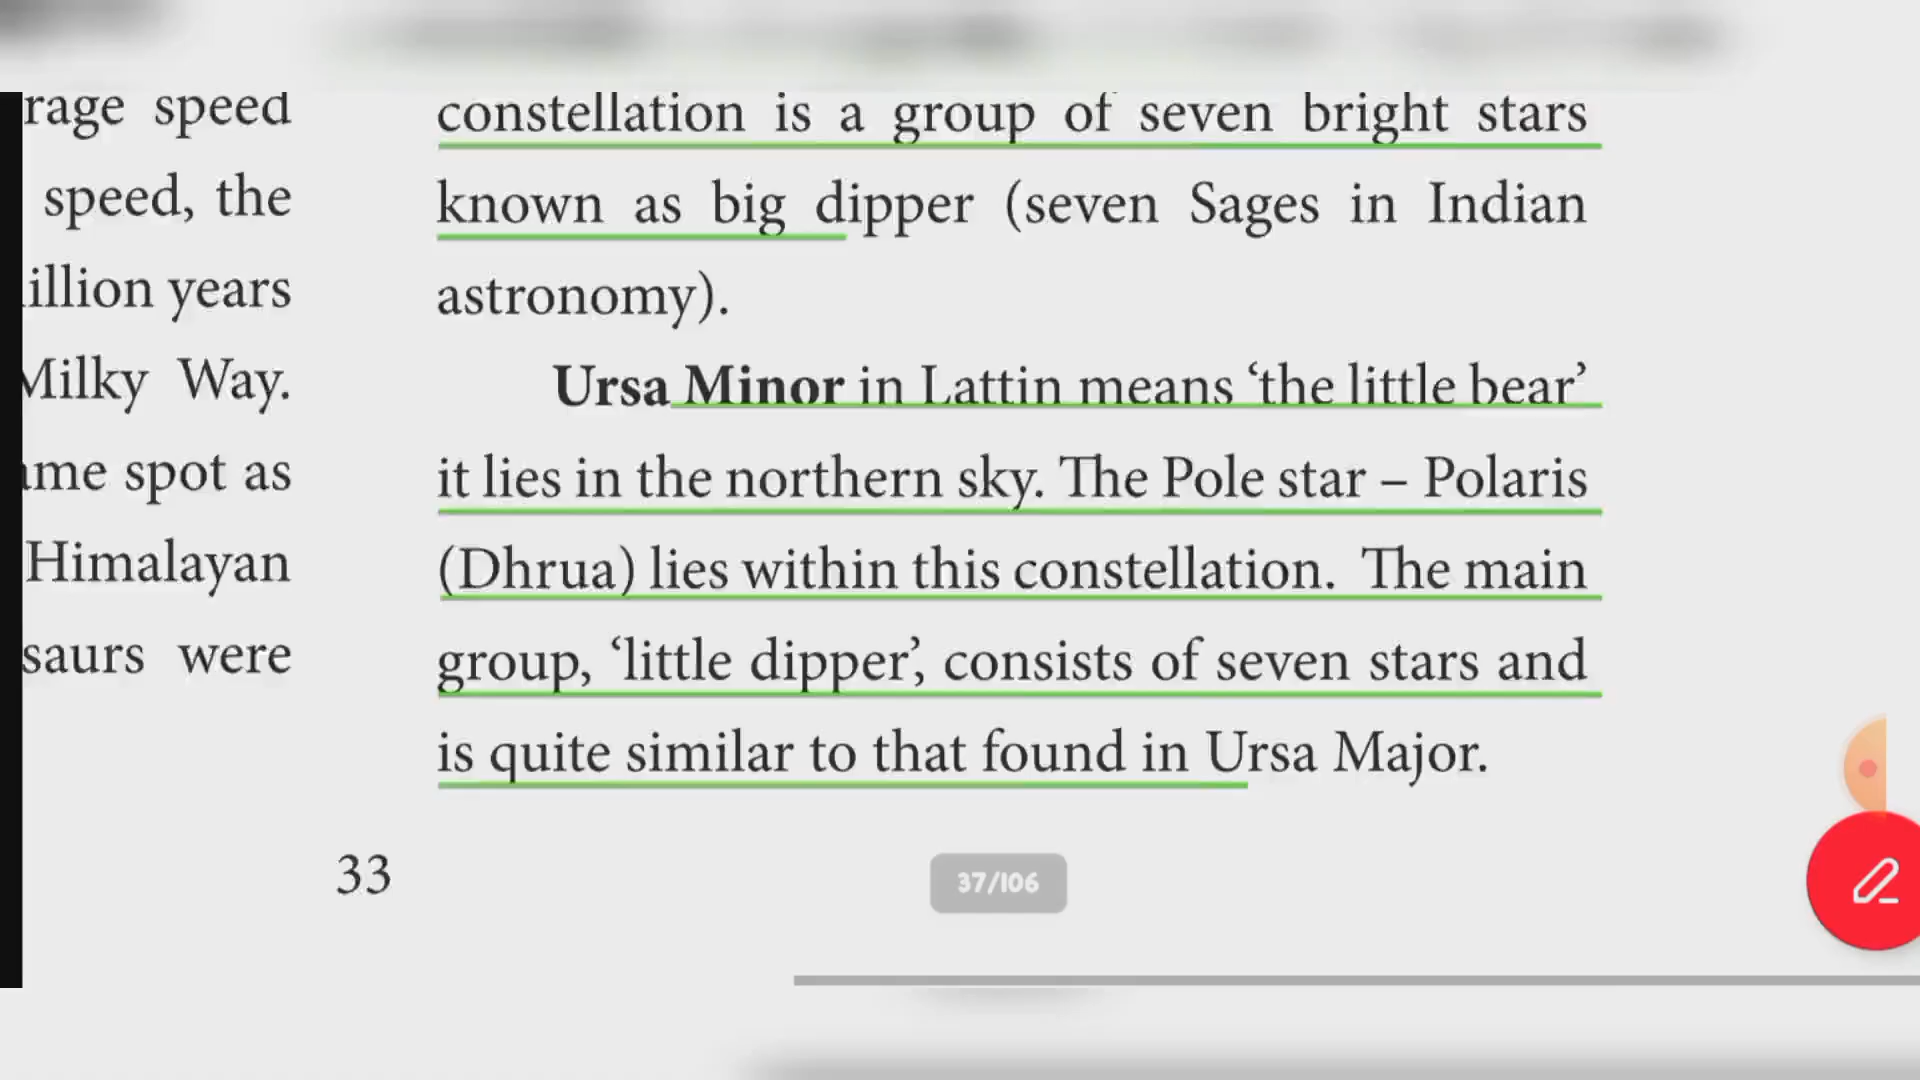 rage speed
speed, the
illion years
Milky Way.
ame spot as
Himalayan
saurs were
constellation is a group of seven bright stars
known as big dipper (seven Sages in Indian
astronomy).
Ursa Minor in Lattin means ‘the little bear’
it lies in the northern sky. The Pole star – Polaris
(Dhrua) lies within this constellation. The main
group, ‘little dipper’, consists of seven stars and
is quite similar to that found in Ursa Major.
33
37/106